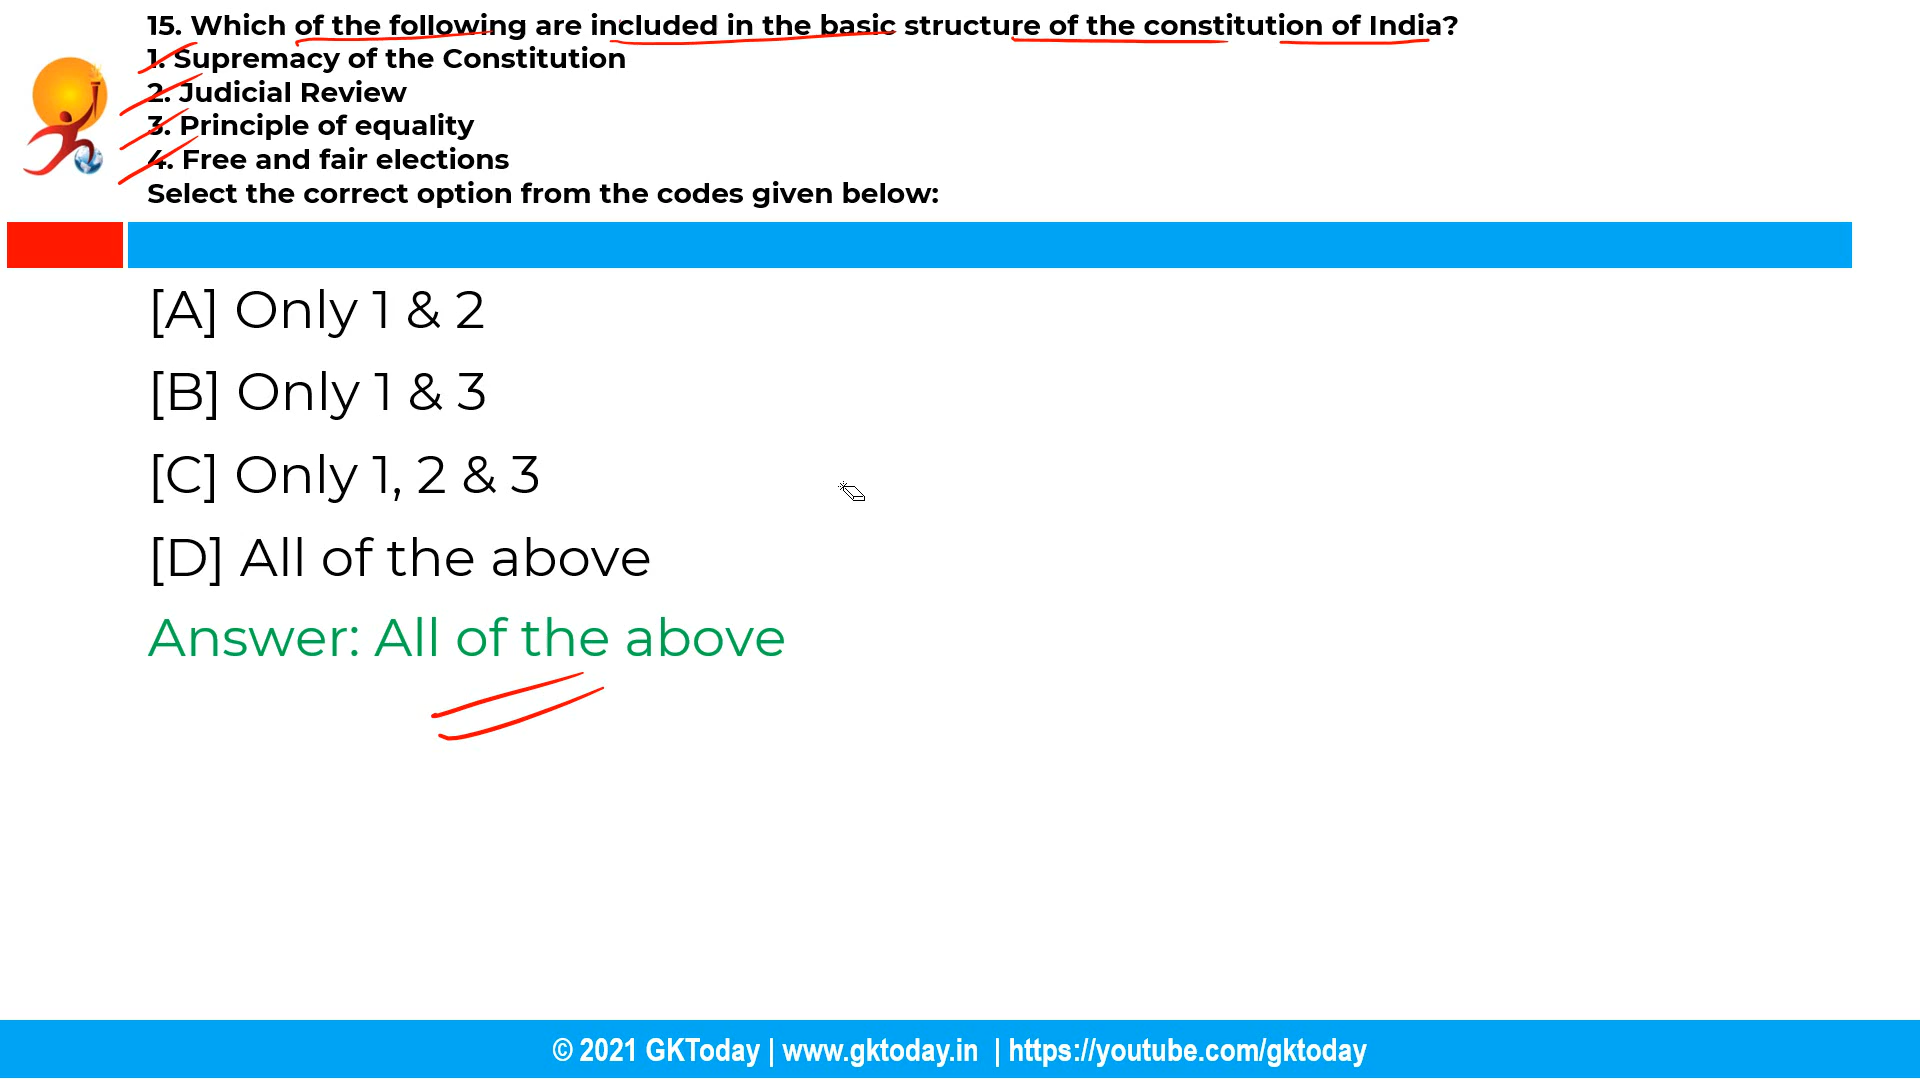 15. Which of the following are included in the basic structure of the constitution of India?
1. Supremacy of the Constitution
2. Judicial Review
3. Principle of equality
4. Free and fair elections
Select the correct option from the codes given below:
[A] Only 1 & 2
[B] Only 1 & 3
[C] Only 1, 2 & 3
[D] All of the above
Answer: All of the above
© 2021 GKToday | www.gktoday.in | https://youtube.com/gktoday